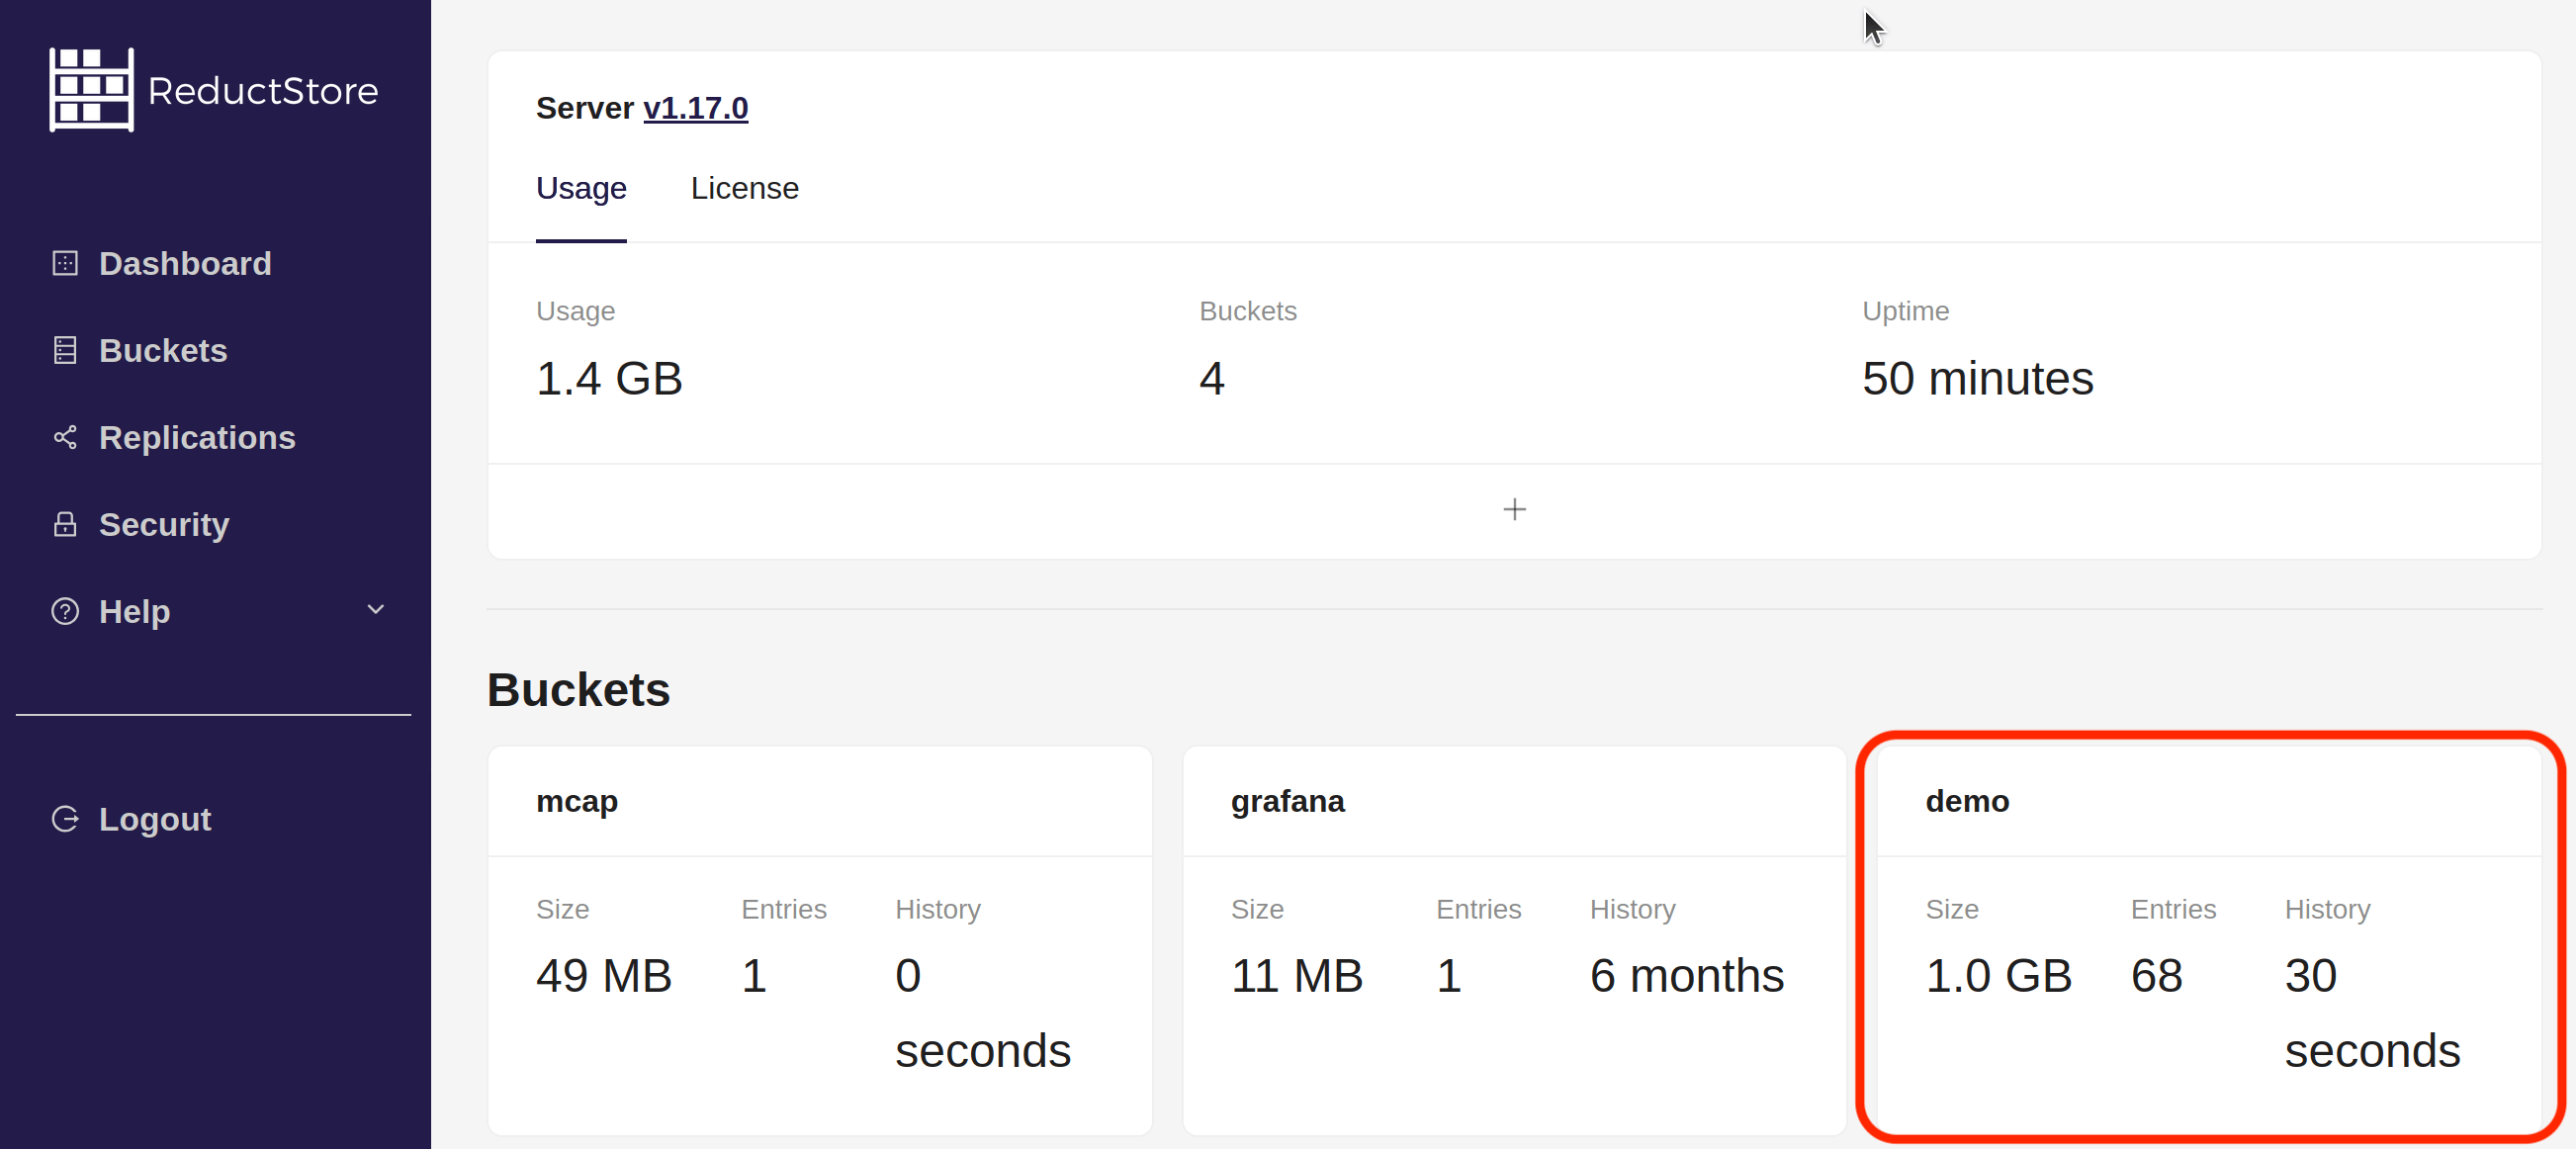 ReductStore
Dashboard
Buckets
Replications
Security
Help
Logout
Server v1.17.0
Usage License
Usage Buckets Uptime
1.4 GB 4 50 minutes
Buckets
mcap
Size Entries History
49 MB 1 0
seconds
grafana
Size Entries History
11 MB 1 6 months
demo
Size Entries History
1.0 GB 68 30
seconds